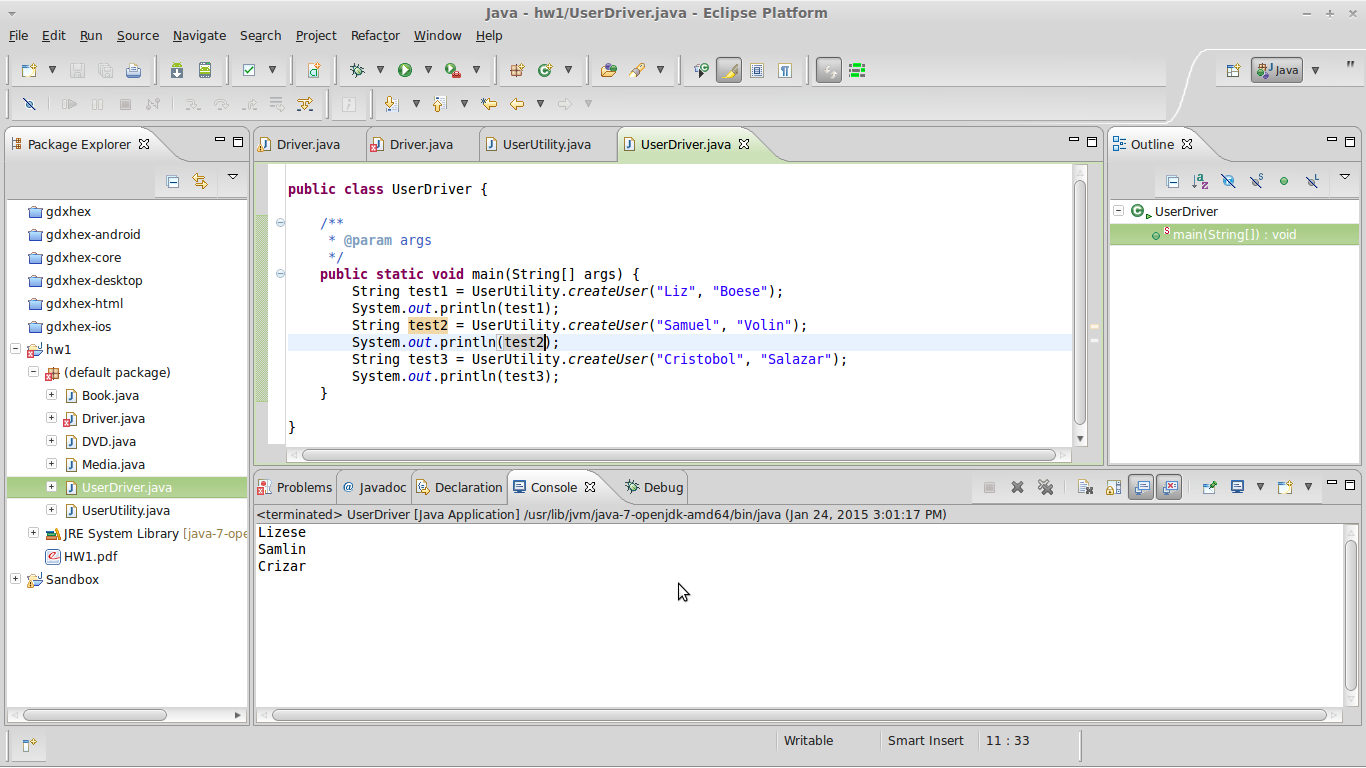 Java - hw1/UserDriver.java - Eclipse Platform
File Edit Run Source Navigate Search Project Refactor Window Help
Java
"
Package Explorer
gdxhex
gdxhex-android
gdxhex-core
gdxhex-desktop
gdxhex-html
gdxhex-ios
hw1
(default package)
Book.java
Driver.java
DVD.java
Media.java
UserDriver.java
UserUtility.java
JRE System Library [java-7-ope
HW1.pdf
Sandbox
Driver.java Driver.java UserUtility.java UserDriver.java
public class UserDriver {
/**
* @param args
*/
public static void main(String[] args) {
String test1 = UserUtility.createUser("Liz", "Boese");
System.out.println(test1);
String test2 = UserUtility.createUser("Samuel", "Volin");
System.out.println(test2);
String test3 = UserUtility.createUser("Cristobol", "Salazar");
System.out.println(test3);
}
}
Outline
UserDriver
main(String[]) : void
Problems @ Javadoc Declaration Console Debug
<terminated> UserDriver [Java Application] /usr/lib/jvm/java-7-openjdk-amd64/bin/java (Jan 24, 2015 3:01:17 PM)
Lizese
Samlin
Crizar
Writable Smart Insert 11 : 33